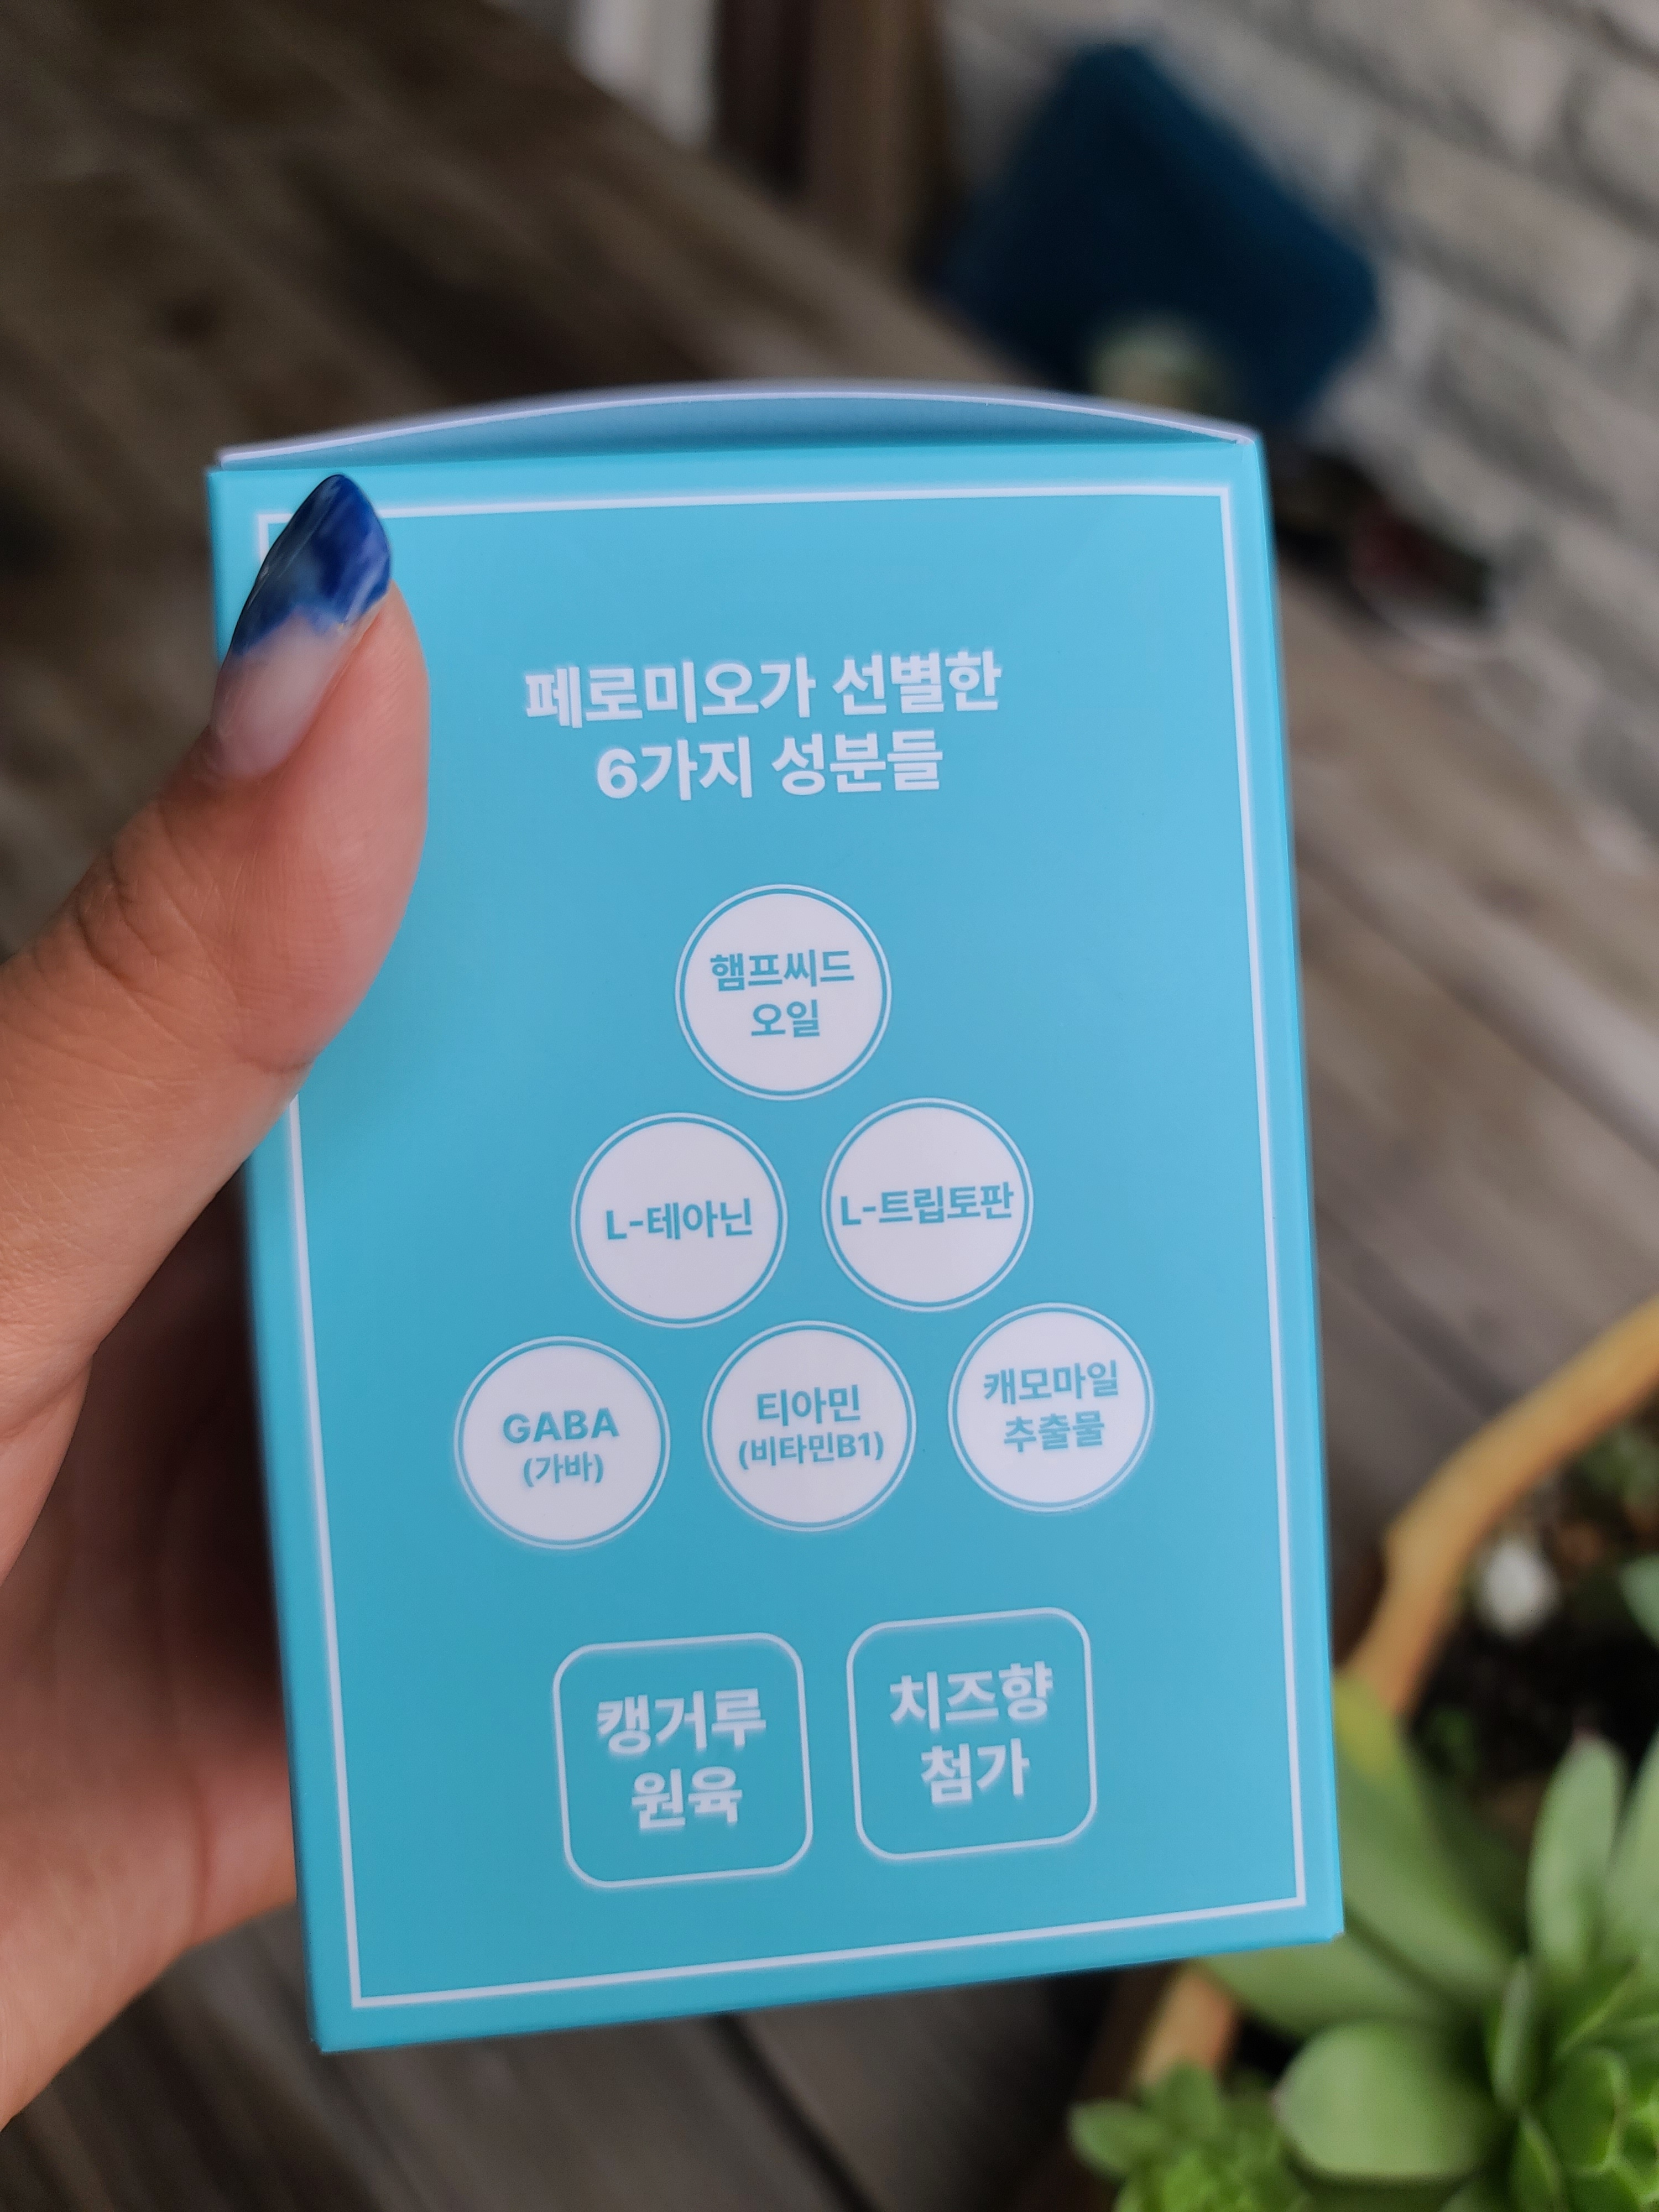 페로미오가 선별한
6가지 성분들
햄프씨드
오일
L-테아닌
L-트립토판
GABA
(가바)
티아민
(비타민B1)
캐모마일
추출물
캥거루
원육
치즈향
첨가